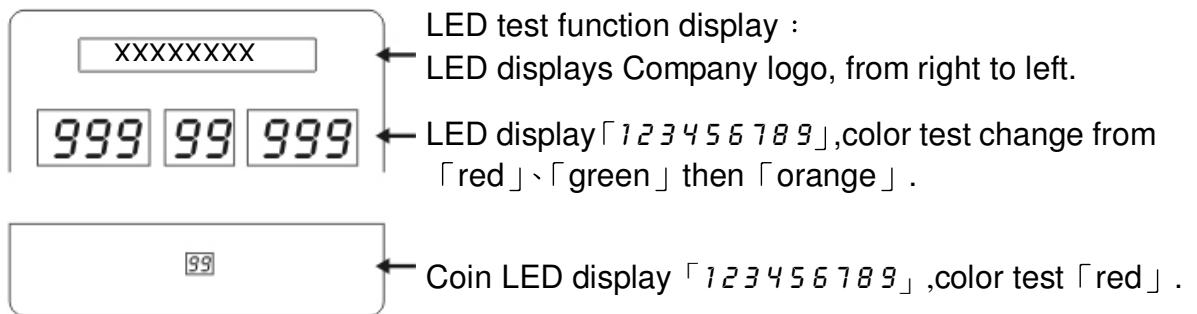 LED test function display：
XXXXXXXX
LED displays Company logo, from right to left.
999 99 999
LED display「123456789」,color test change from
「red」、「green」then「orange」.
99
Coin LED display「123456789」,color test「red」.